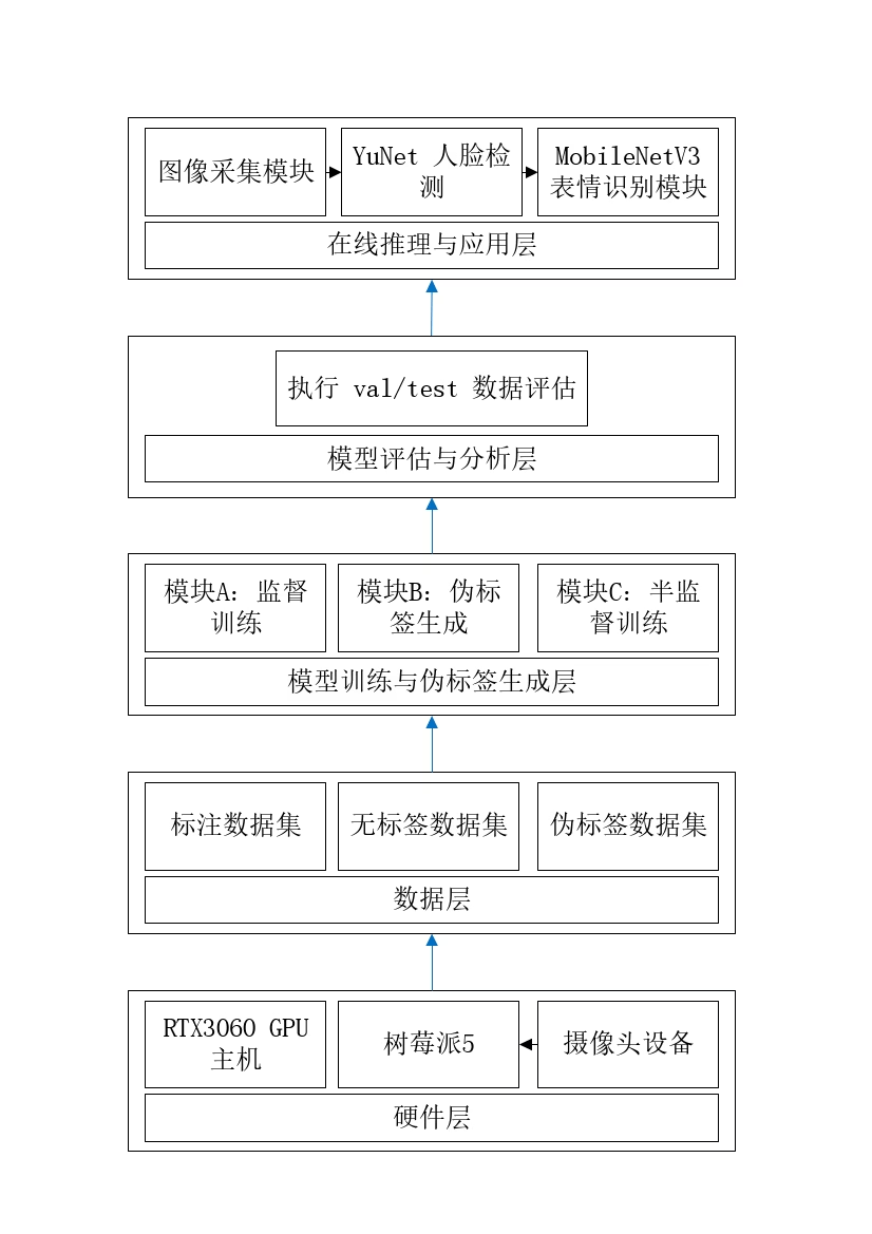 图像采集模块
YuNet 人脸检
测
MobileNetV3
表情识别模块
在线推理与应用层
执行 val/test 数据评估
模型评估与分析层
模块A：监督
训练
模块B：伪标
签生成
模块C：半监
督训练
模型训练与伪标签生成层
标注数据集
无标签数据集
伪标签数据集
数据层
RTX3060 GPU
主机
树莓派5
摄像头设备
硬件层